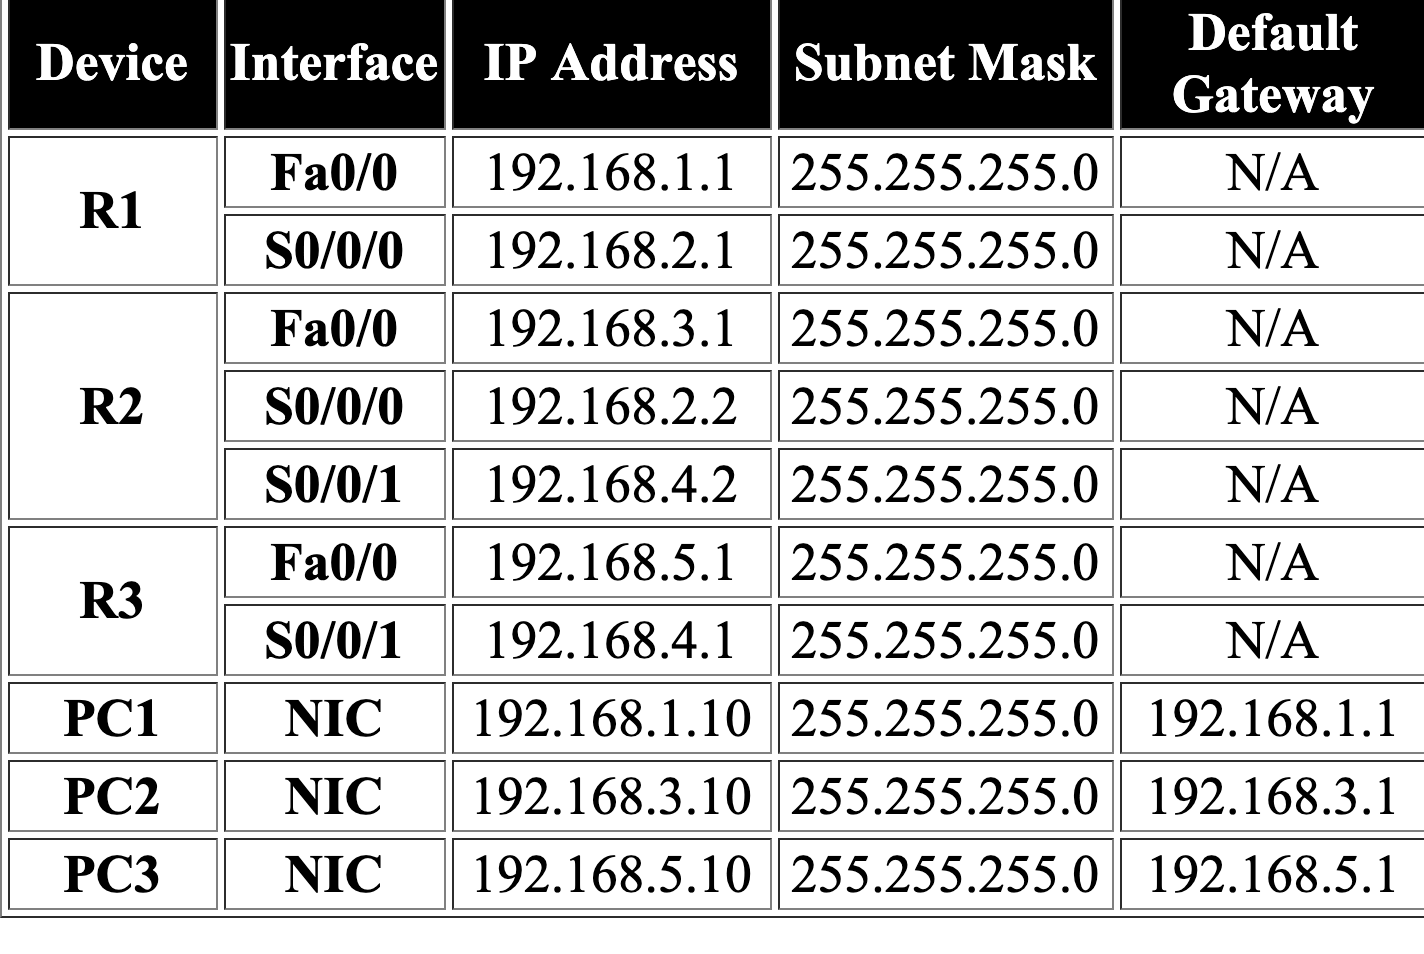 Device Interface IP Address Subnet Mask Default Gateway
R1 Fa0/0 192.168.1.1 255.255.255.0 N/A
S0/0/0 192.168.2.1 255.255.255.0 N/A
R2 Fa0/0 192.168.3.1 255.255.255.0 N/A
S0/0/0 192.168.2.2 255.255.255.0 N/A
S0/0/1 192.168.4.2 255.255.255.0 N/A
R3 Fa0/0 192.168.5.1 255.255.255.0 N/A
S0/0/1 192.168.4.1 255.255.255.0 N/A
PC1 NIC 192.168.1.10 255.255.255.0 192.168.1.1
PC2 NIC 192.168.3.10 255.255.255.0 192.168.3.1
PC3 NIC 192.168.5.10 255.255.255.0 192.168.5.1